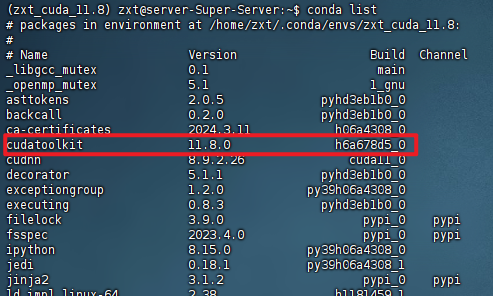 (zxt_cuda_11.8) zxt@server-Super-Server:~$ conda list
# packages in environment at /home/zxt/.conda/envs/zxt_cuda_11.8:
#
# Name Version Build Channel
_libgcc_mutex 0.1 main
_openmp_mutex 5.1 1_gnu
asttokens 2.0.5 pyhd3eb1b0_0
backcall 0.2.0 pyhd3eb1b0_0
ca-certificates 2024.3.11 h06a4308_0
cudatoolkit 11.8.0 h6a678d5_0
cudnn 8.9.2.26 cuda11_0
decorator 5.1.1 pyhd3eb1b0_0
exceptiongroup 1.2.0 py39h06a4308_0
executing 0.8.3 pyhd3eb1b0_0
filelock 3.9.0 pypi_0 pypi
fsspec 2023.4.0 pypi_0 pypi
ipython 8.15.0 py39h06a4308_0
jedi 0.18.1 py39h06a4308_1
jinja2 3.1.2 pypi_0 pypi
ld_impl_linux-64 2.38 h1181459_1